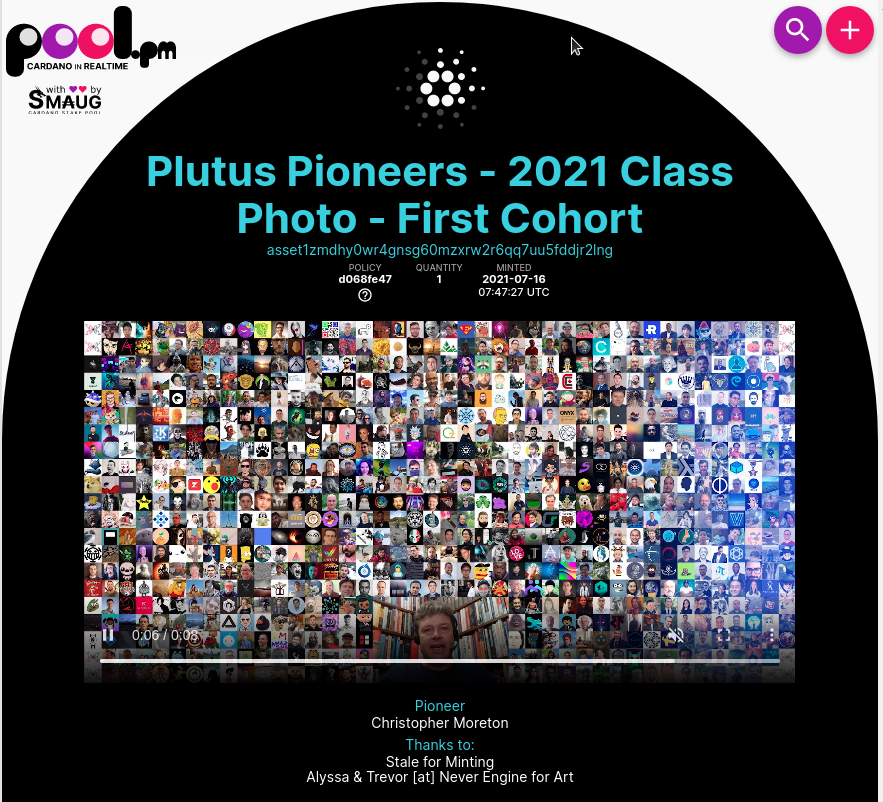 pool.pm
CARDANO IN REALTIME
with by
SMAUG
CARDANO STAKE POOL
Plutus Pioneers - 2021 Class
Photo - First Cohort
asset1zmdhy0wr4gnsg60mzxrw2r6qq7uu5fddjr2lng
POLICY QUANTITY MINTED
d068fe47 1 2021-07-16
07:47:27 UTC
0:06 / 0:08
Pioneer
Christopher Moreton
Thanks to:
Stale for Minting
Alyssa & Trevor [at] Never Engine for Art